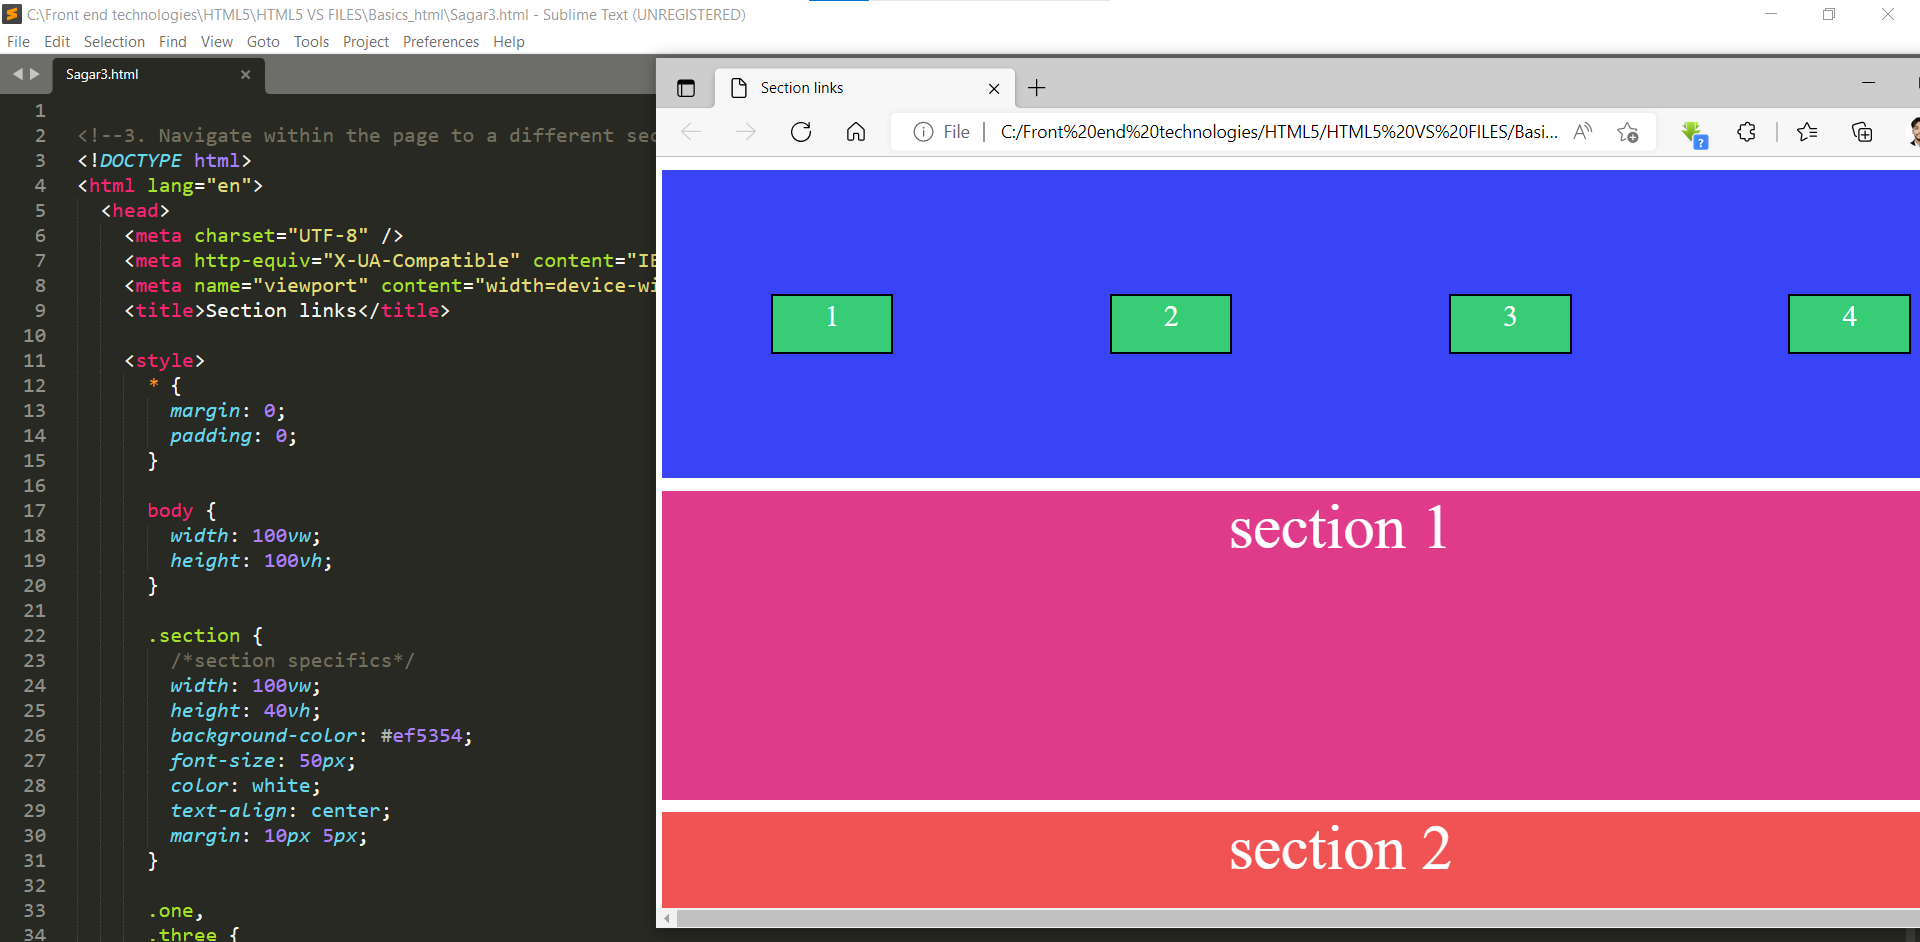 C:\Front end technologies\HTML5\HTML5 VS FILES\Basics_html\Sagar3.html - Sublime Text (UNREGISTERED)
File Edit Selection Find View Goto Tools Project Preferences Help
Sagar3.html
1
2 <!--3. Navigate within the page to a different sec
3 <!DOCTYPE html>
4 <html lang="en">
5 <head>
6 <meta charset="UTF-8" />
7 <meta http-equiv="X-UA-Compatible" content="IE
8 <meta name="viewport" content="width=device-wi
9 <title>Section links</title>
10
11 <style>
12 * {
13 margin: 0;
14 padding: 0;
15 }
16
17 body {
18 width: 100vw;
19 height: 100vh;
20 }
21
22 .section {
23 /*section specifics*/
24 width: 100vw;
25 height: 40vh;
26 background-color: #ef5354;
27 font-size: 50px;
28 color: white;
29 text-align: center;
30 margin: 10px 5px;
31 }
32
33 .one,
34 .three {
Section links
File C:/Front%20end%20technologies/HTML5/HTML5%20VS%20FILES/Basi...
1 2 3 4
section 1
section 2